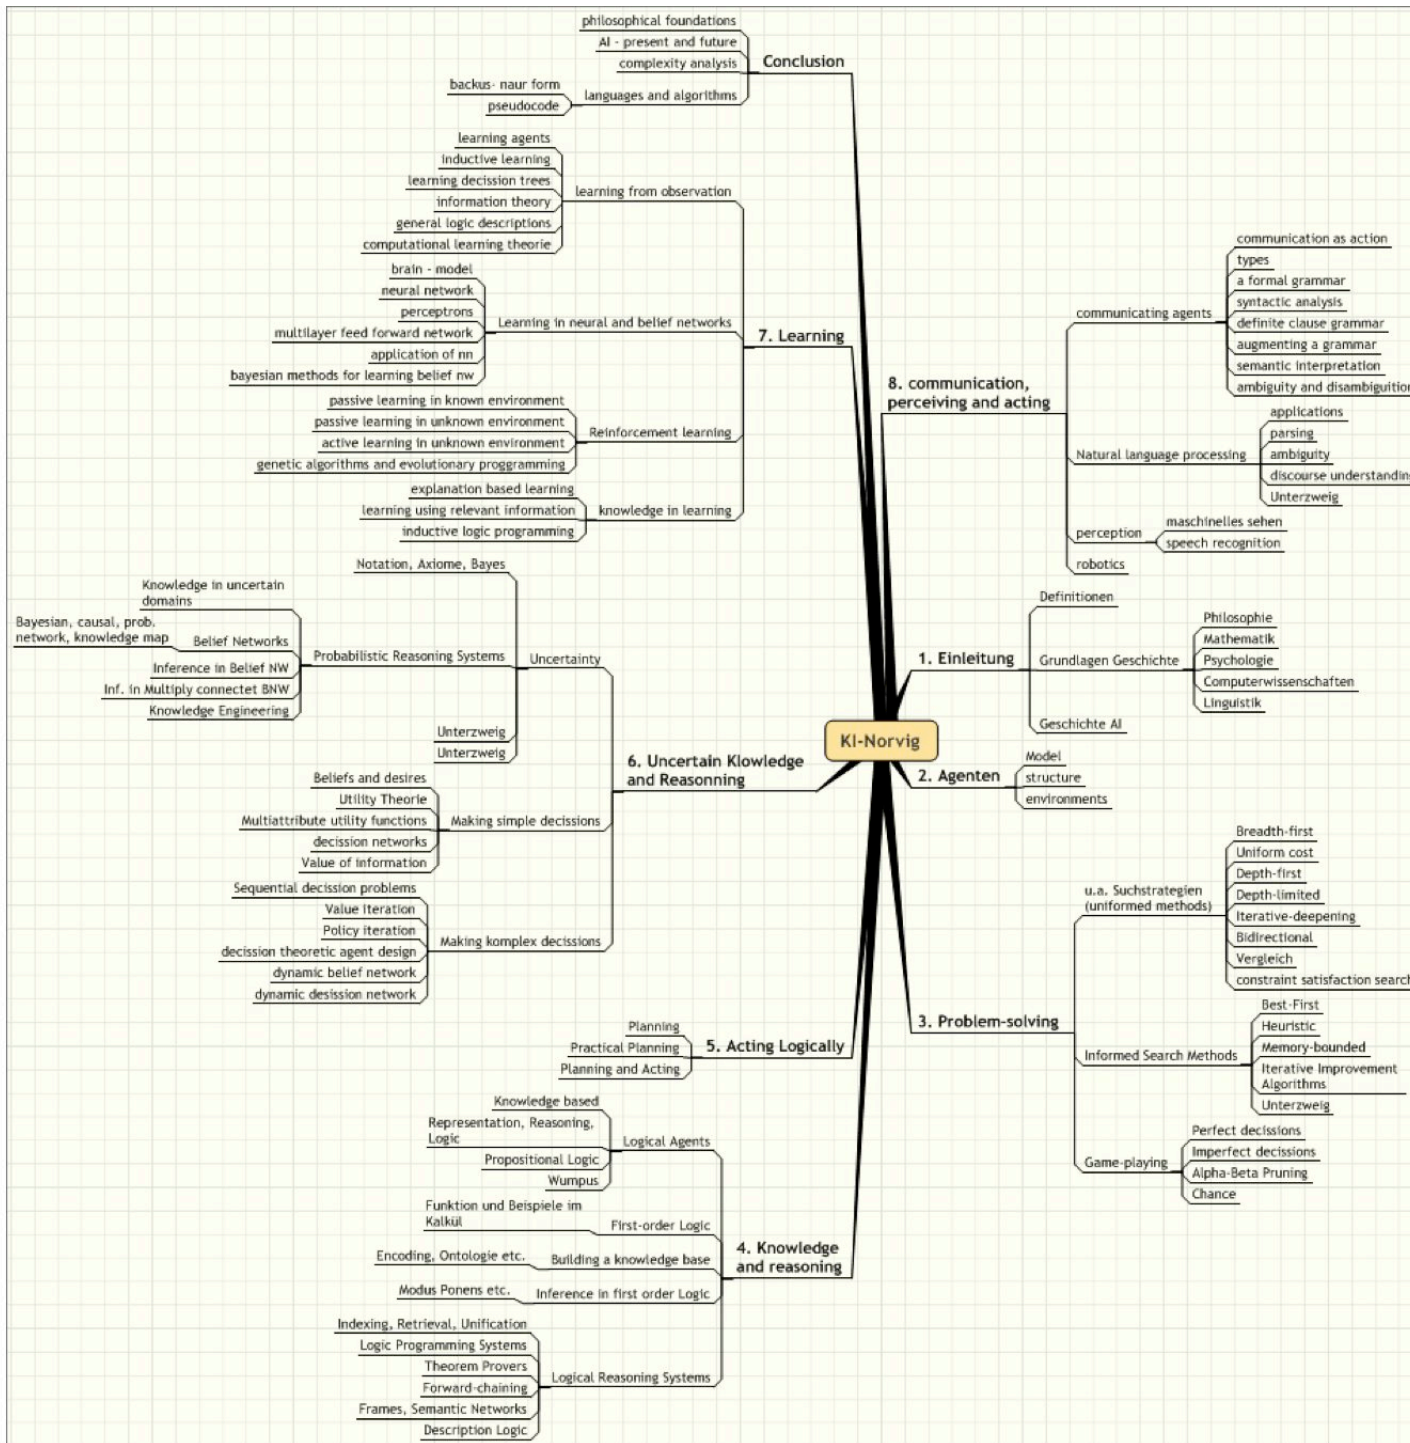 philosophical foundations
AI - present and future
complexity analysis
Conclusion
backus- naur form
pseudocode
languages and algorithms
learning agents
inductive learning
learning decission trees
information theory
general logic descriptions
computational learning theorie
learning from observation
brain - model
neural network
perceptrons
multilayer feed forward network
application of nn
bayesian methods for learning belief nw
Learning in neural and belief networks
7. Learning
passive learning in known environment
passive learning in unknown environment
active learning in unknown environment
genetic algorithms and evolutionary proggramming
Reinforcement learning
explanation based learning
learning using relevant information
inductive logic programming
knowledge in learning
communication as action
types
a formal grammar
syntactic analysis
definite clause grammar
augmenting a grammar
semantic interpretation
ambiguity and disambiguition
communicating agents
8. communication,
perceiving and acting
applications
parsing
ambiguity
discourse understanding
Unterzweig
Natural language processing
perception
maschinelles sehen
speech recognition
robotics
Notation, Axiome, Bayes
Knowledge in uncertain
domains
Bayesian, causal, prob.
network, knowledge map
Belief Networks
Inference in Belief NW
Inf. in Multiply connectet BNW
Knowledge Engineering
Probabilistic Reasoning Systems
Uncertainty
Unterzweig
Unterzweig
6. Uncertain Klowledge
and Reasonning
Beliefs and desires
Utility Theorie
Multiattribute utility functions
decission networks
Value of information
Making simple decissions
Sequential decission problems
Value iteration
Policy iteration
decission theoretic agent design
dynamic belief network
dynamic desission network
Making komplex decissions
Definitionen
1. Einleitung
Grundlagen Geschichte
Philosophie
Mathematik
Psychologie
Computerwissenschaften
Linguistik
Geschichte AI
KI-Norvig
2. Agenten
Model
structure
environments
Breadth-first
Uniform cost
Depth-first
Depth-limited
Iterative-deepening
Bidirectional
Vergleich
constraint satisfaction search
u.a. Suchstrategien
(uniformed methods)
3. Problem-solving
Best-First
Heuristic
Memory-bounded
Iterative Improvement
Algorithms
Unterzweig
Informed Search Methods
Perfect decissions
Imperfect decissions
Alpha-Beta Pruning
Chance
Game-playing
Planning
Practical Planning
Planning and Acting
5. Acting Logically
Knowledge based
Representation, Reasoning,
Logic
Propositional Logic
Wumpus
Logical Agents
Funktion und Beispiele im
Kalkül
First-order Logic
4. Knowledge
and reasoning
Encoding, Ontologie etc.
Building a knowledge base
Modus Ponens etc.
Inference in first order Logic
Indexing, Retrieval, Unification
Logic Programming Systems
Theorem Provers
Forward-chaining
Frames, Semantic Networks
Description Logic
Logical Reasoning Systems